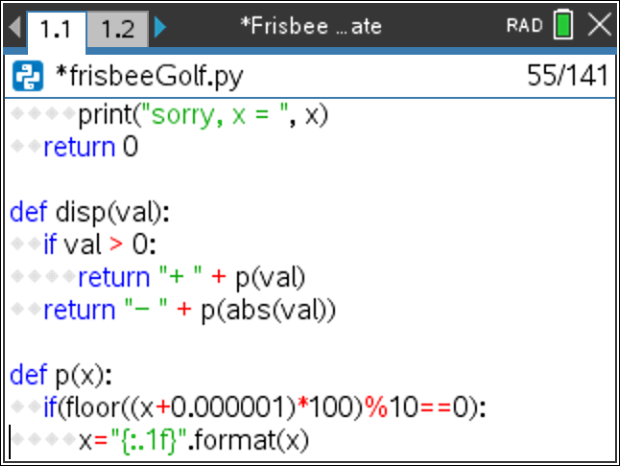 1.1 1.2 *Frisbee ...ate RAD
*frisbeeGolf.py 55/141
print("sorry, x = ", x)
return 0
def disp(val):
if val > 0:
return "+ " + p(val)
return "− " + p(abs(val))
def p(x):
if(floor((x+0.000001)*100)%10==0):
x="{:.1f}".format(x)